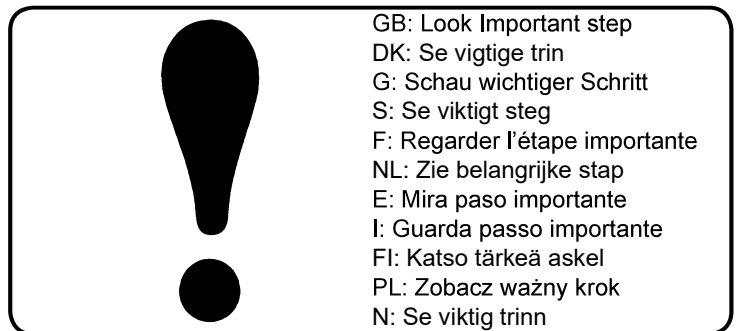 GB: Look Important step
DK: Se vigtige trin
G: Schau wichtiger Schritt
S: Se viktigt steg
F: Regarder l'étape importante
NL: Zie belangrijke stap
E: Mira paso importante
I: Guarda passo importante
FI: Katso tärkeä askel
PL: Zobacz ważny krok
N: Se viktig trinn